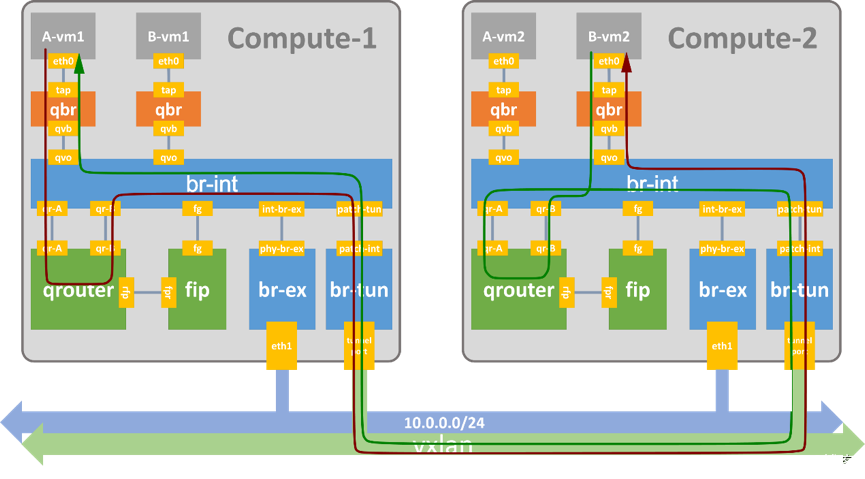 Compute-1
A-vm1
B-vm1
eth0
eth0
tap
tap
qbr
qbr
qvb
qvb
qvo
qvo
br-int
qr-A
qr-B
fg
int-br-ex
patch-tun
qr-A
qr-B
fg
phy-br-ex
patch-int
qrouter
rfp
fpr
fip
br-ex
br-tun
eth1
tunnel
port
Compute-2
A-vm2
B-vm2
eth0
eth0
tap
tap
qbr
qbr
qvb
qvb
qvo
qvo
br-int
qr-A
qr-B
fg
int-br-ex
patch-tun
qr-A
qr-B
fg
phy-br-ex
patch-int
qrouter
rfp
fpr
fip
br-ex
br-tun
eth1
tunnel
port
10.0.0.0/24
vxlan